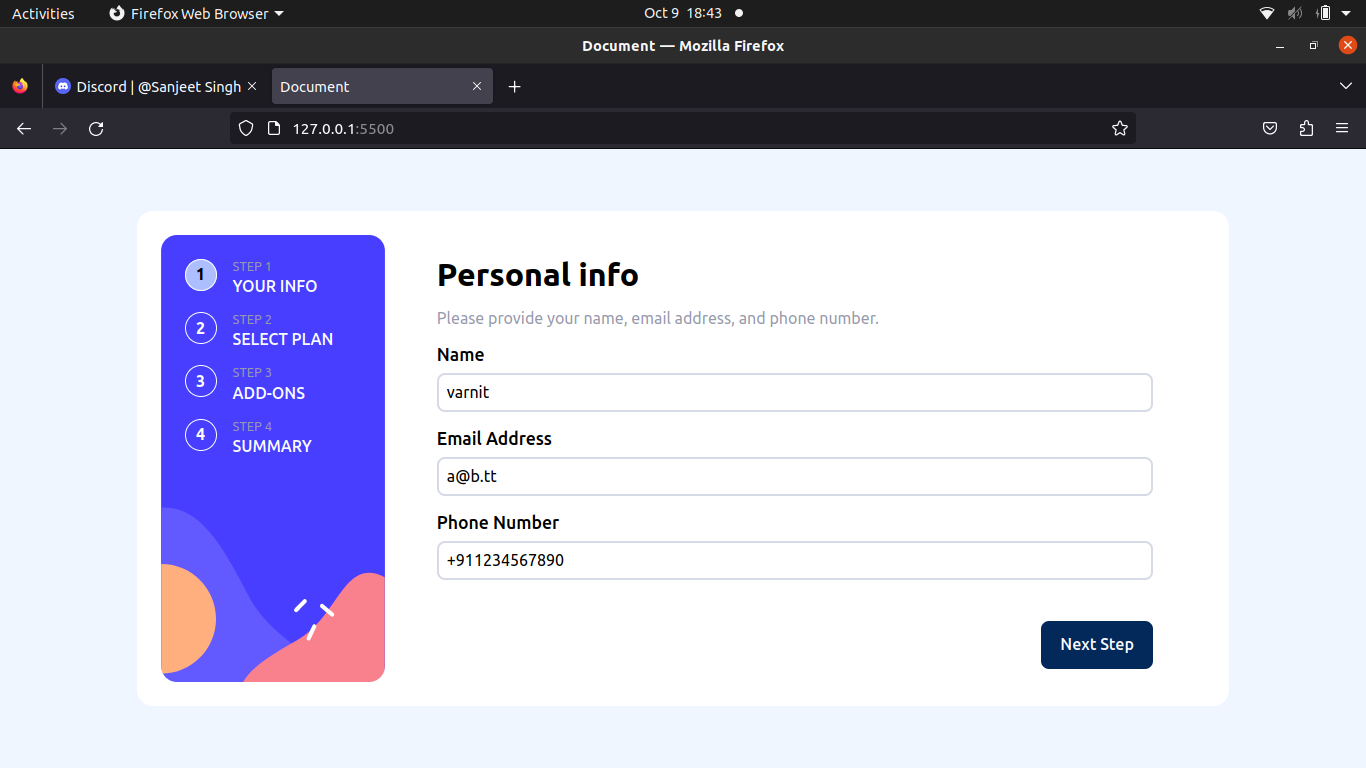 Activities Firefox Web Browser Oct 9 18:43
Document — Mozilla Firefox
Discord | @Sanjeet Singh Document
127.0.0.1:5500
1 STEP 1
YOUR INFO
2 STEP 2
SELECT PLAN
3 STEP 3
ADD-ONS
4 STEP 4
SUMMARY
Personal info
Please provide your name, email address, and phone number.
Name
varnit
Email Address
a@b.tt
Phone Number
+911234567890
Next Step